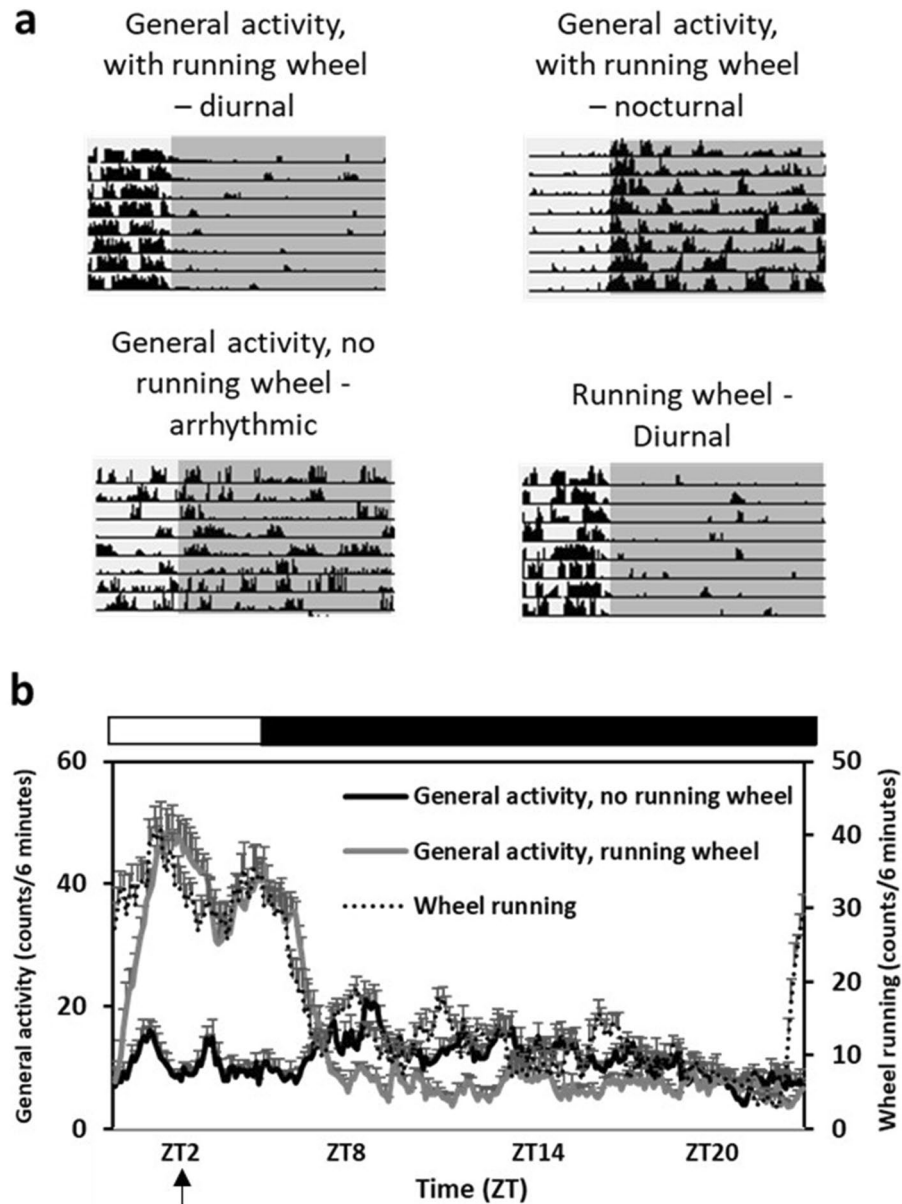 a
General activity,
with running wheel
– diurnal
General activity,
with running wheel
– nocturnal
General activity, no
running wheel -
arrhythmic
Running wheel -
Diurnal
b
General activity (counts/6 minutes)
60
40
20
0
General activity, no running wheel
General activity, running wheel
Wheel running
50
40
30
20
10
0
Wheel running (counts/6 minutes)
ZT2 ZT8 ZT14 ZT20
Time (ZT)